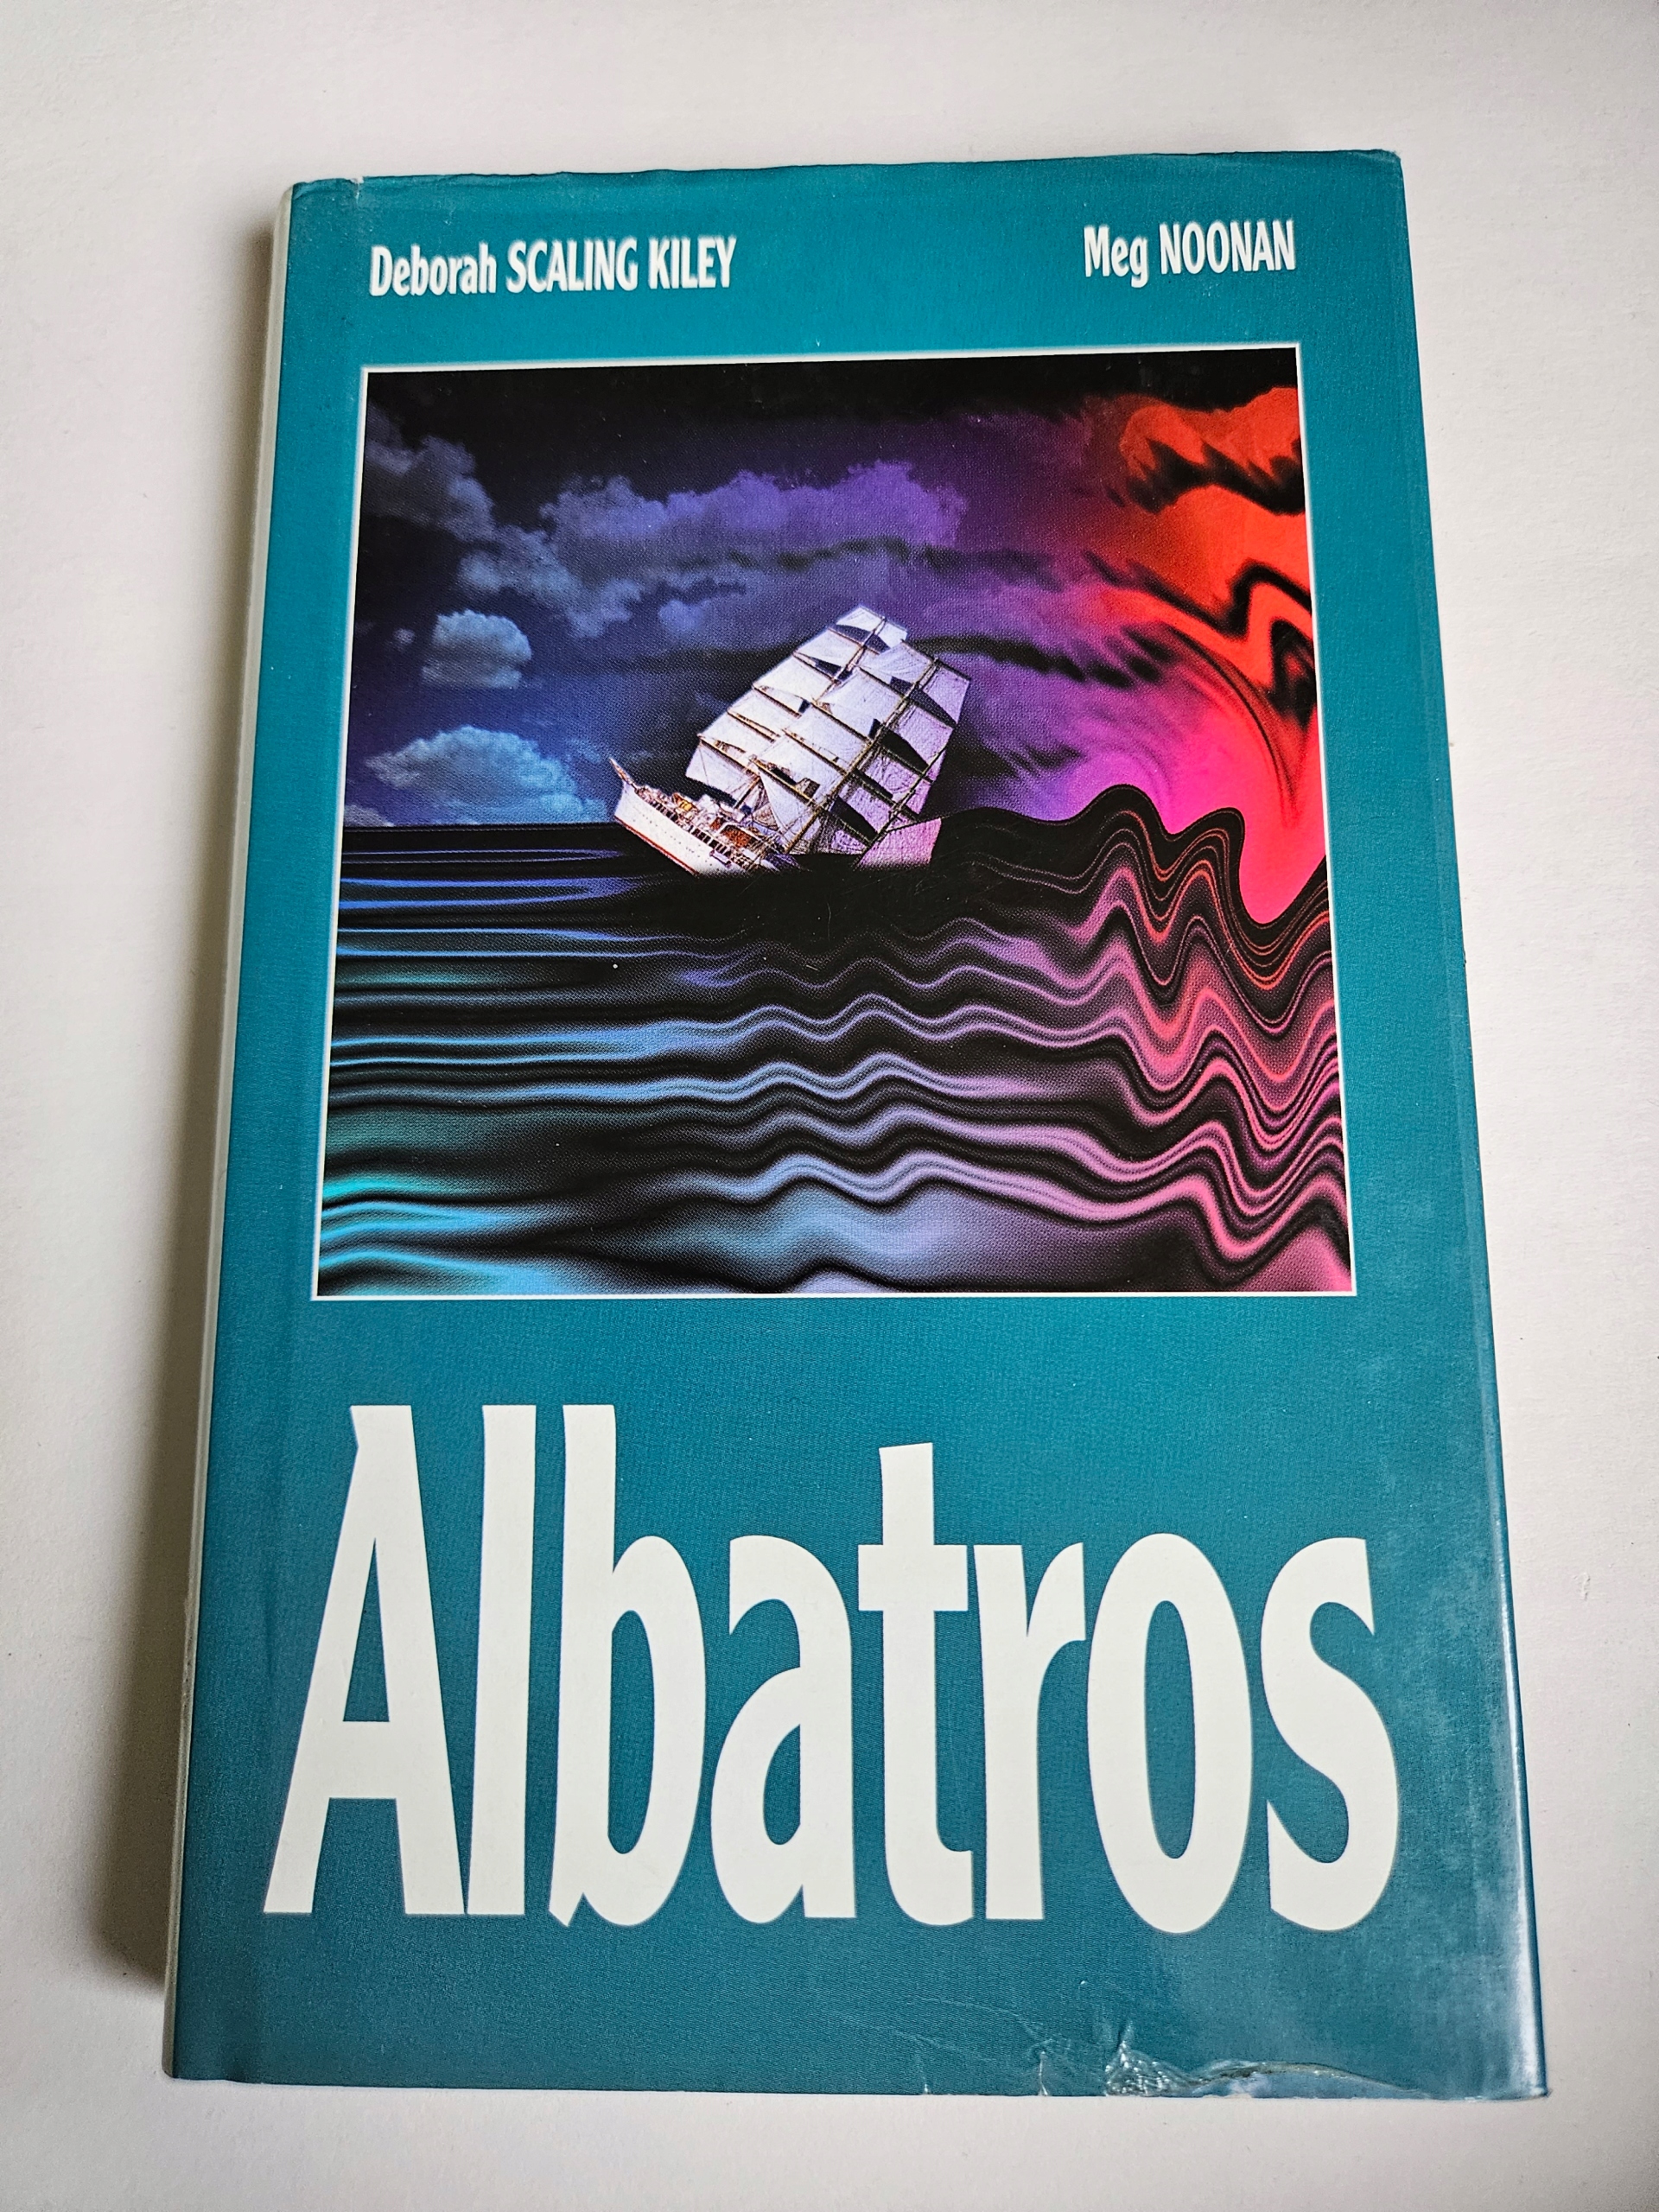 Deborah SCALING KILEY
Meg NOONAN
Albatros